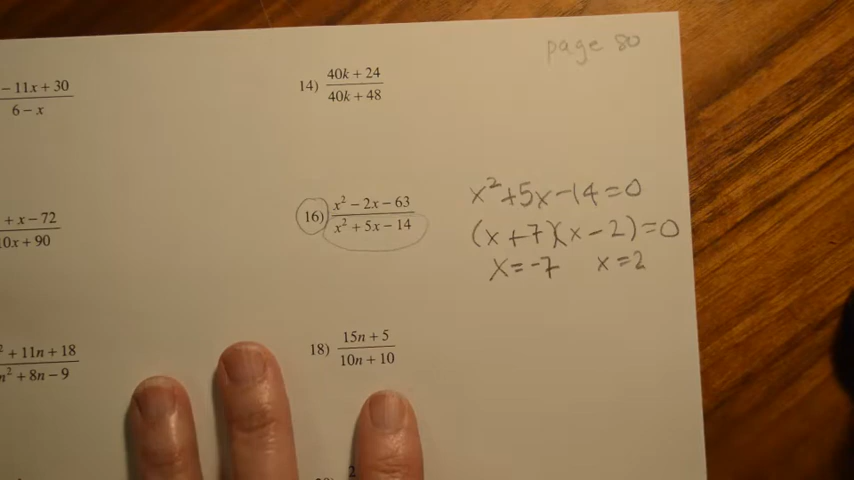 page 80
- 11x + 30
6 - x
14) 40k + 24
40k + 48
+ x - 72
10x + 90
16) x² - 2x - 63
x² + 5x - 14
x² + 5x - 14 = 0
(x + 7)(x - 2) = 0
x = -7 x = 2
+ 11n + 18
n² + 8n - 9
18) 15n + 5
10n + 10